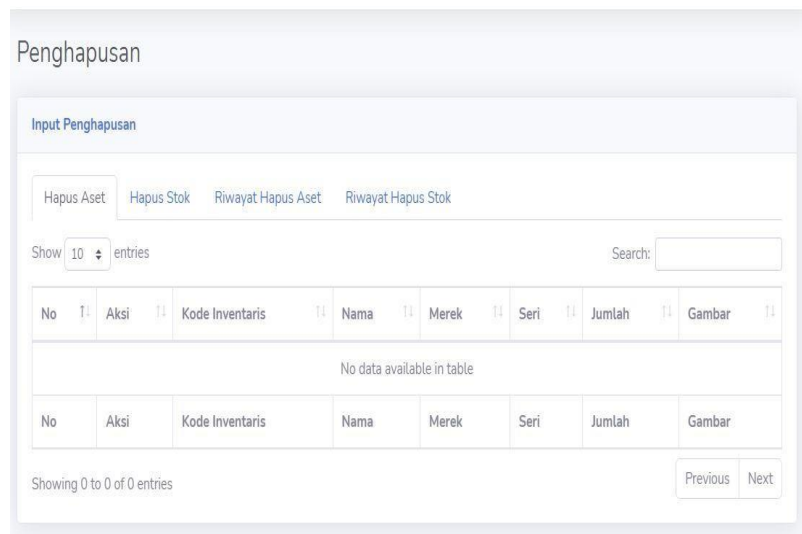 Penghapusan
Input Penghapusan
Hapus Aset Hapus Stok Riwayat Hapus Aset Riwayat Hapus Stok
Show 10 entries Search:
No Aksi Kode Inventaris Nama Merek Seri Jumlah Gambar
No data available in table
No Aksi Kode Inventaris Nama Merek Seri Jumlah Gambar
Showing 0 to 0 of 0 entries Previous Next